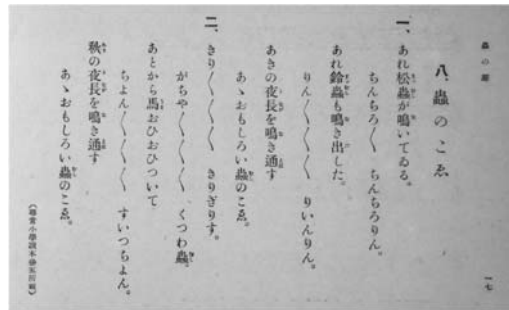 蟲の聲
八、蟲のこゑ
一、あれ松蟲が鳴いてゐる。
ちんちろ〳〵 ちんちろりん。
あれ鈴蟲も鳴き出した。
りん〳〵〳〵〳〵 りいんりん。
あきの夜長を鳴き通す
あゝおもしろい蟲のこゑ。
二、きり〳〵〳〵〳〵 きりぎりす。
がちや〳〵〳〵〳〵 くつわ蟲。
あとから馬おひおひついて
ちよん〳〵〳〵〳〵 すいつちよん。
秋の夜長を鳴き通す
あゝおもしろい蟲のこゑ。
(尋常小學讀本卷五所載)
一七